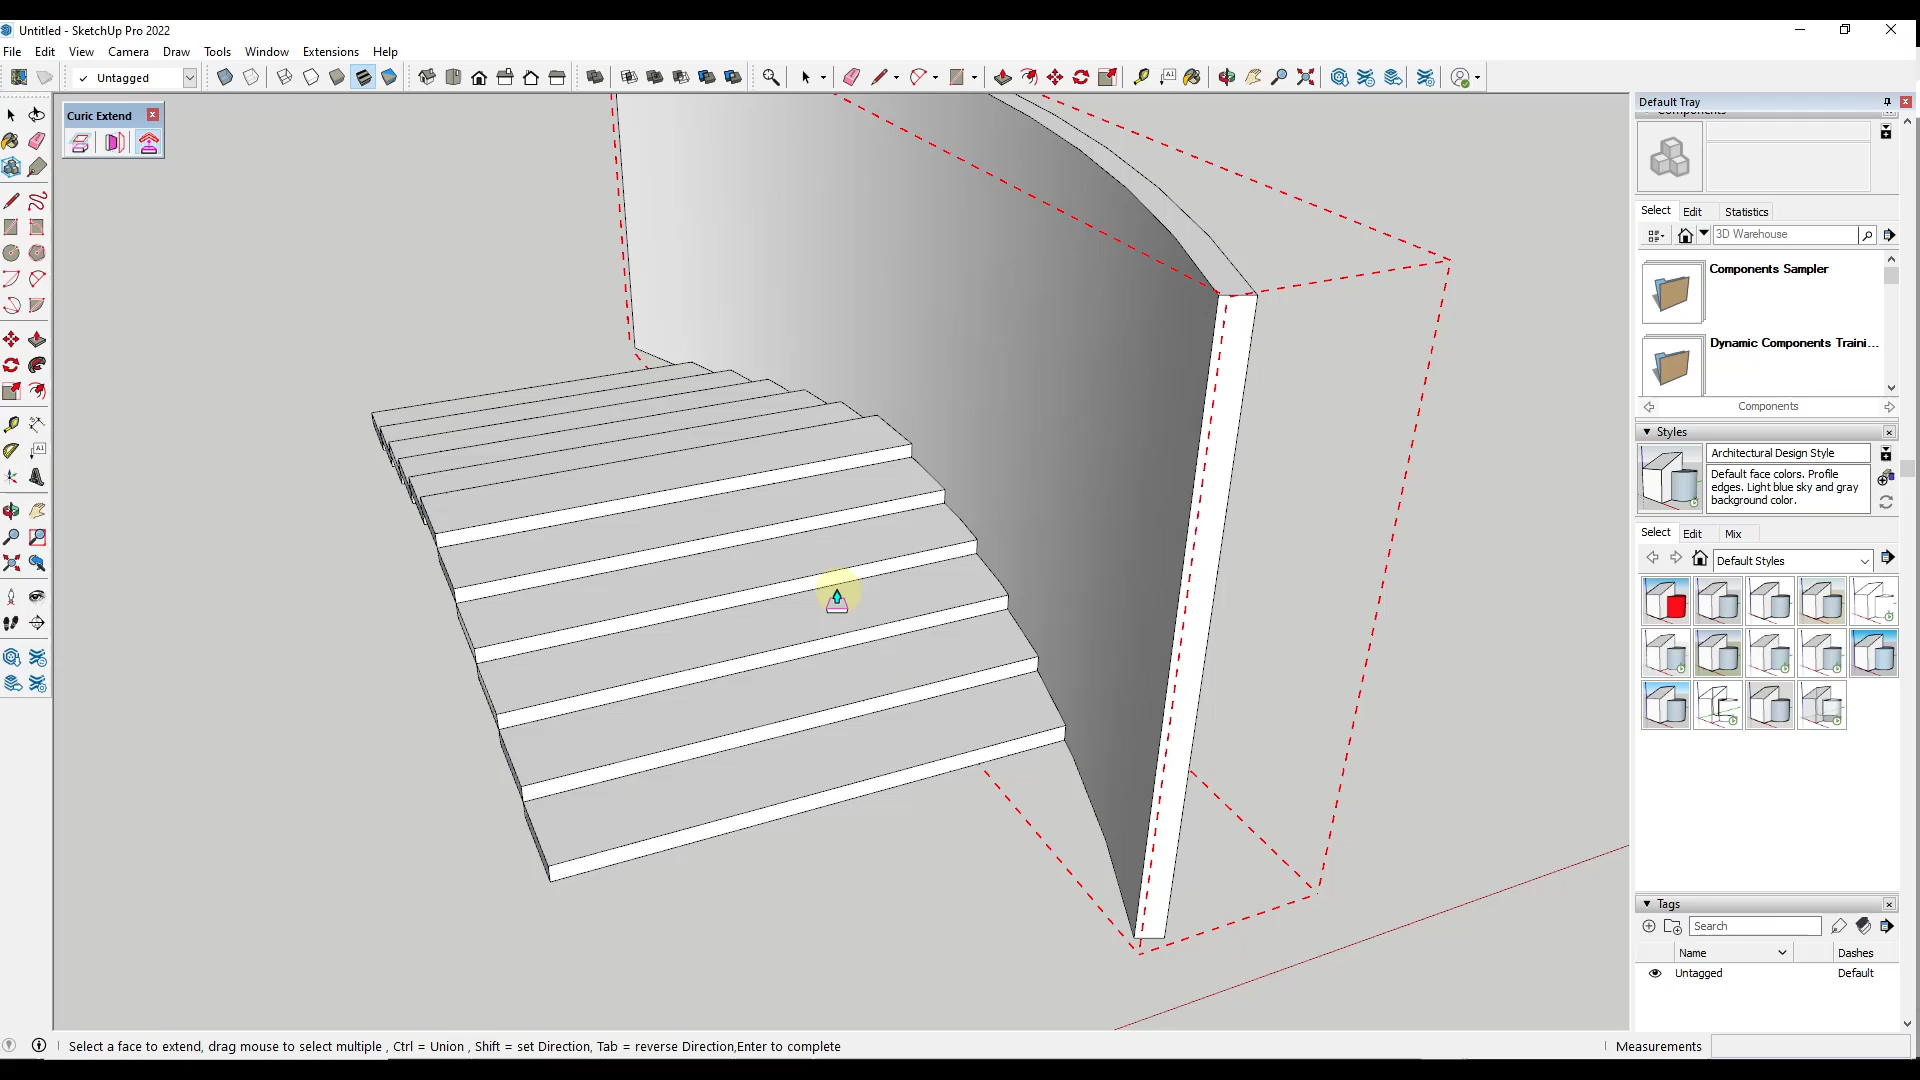 Untitled - SketchUp Pro 2022
File Edit View Camera Draw Tools Window Extensions Help
Untagged
Curic Extend
Default Tray
Components
Select Edit Statistics
3D Warehouse
Components Sampler
Dynamic Components Traini...
Components
Styles
Architectural Design Style
Default face colors. Profile
edges. Light blue sky and gray
background color.
Select Edit Mix
Default Styles
Tags
Search
Name Dashes
Untagged Default
Select a face to extend, drag mouse to select multiple , Ctrl = Union , Shift = set Direction, Tab = reverse Direction,Enter to complete
Measurements